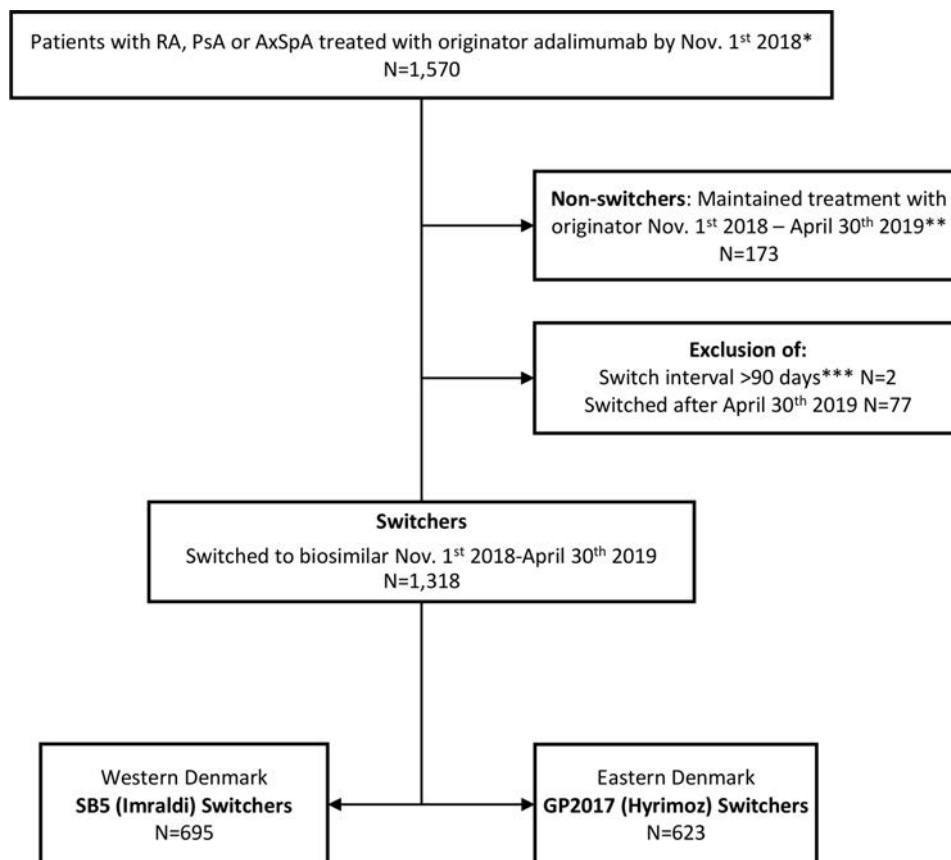 Patients with RA, PsA or AxSpA treated with originator adalimumab by Nov. 1st 2018*
N=1,570
Non-switchers: Maintained treatment with
originator Nov. 1st 2018 – April 30th 2019**
N=173
Exclusion of:
Switch interval >90 days*** N=2
Switched after April 30th 2019 N=77
Switchers
Switched to biosimilar Nov. 1st 2018-April 30th 2019
N=1,318
Western Denmark
SB5 (Imraldi) Switchers
N=695
Eastern Denmark
GP2017 (Hyrimoz) Switchers
N=623